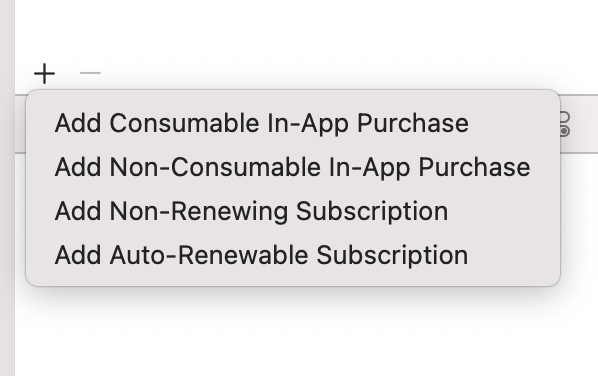 Add Consumable In-App Purchase
Add Non-Consumable In-App Purchase
Add Non-Renewing Subscription
Add Auto-Renewable Subscription